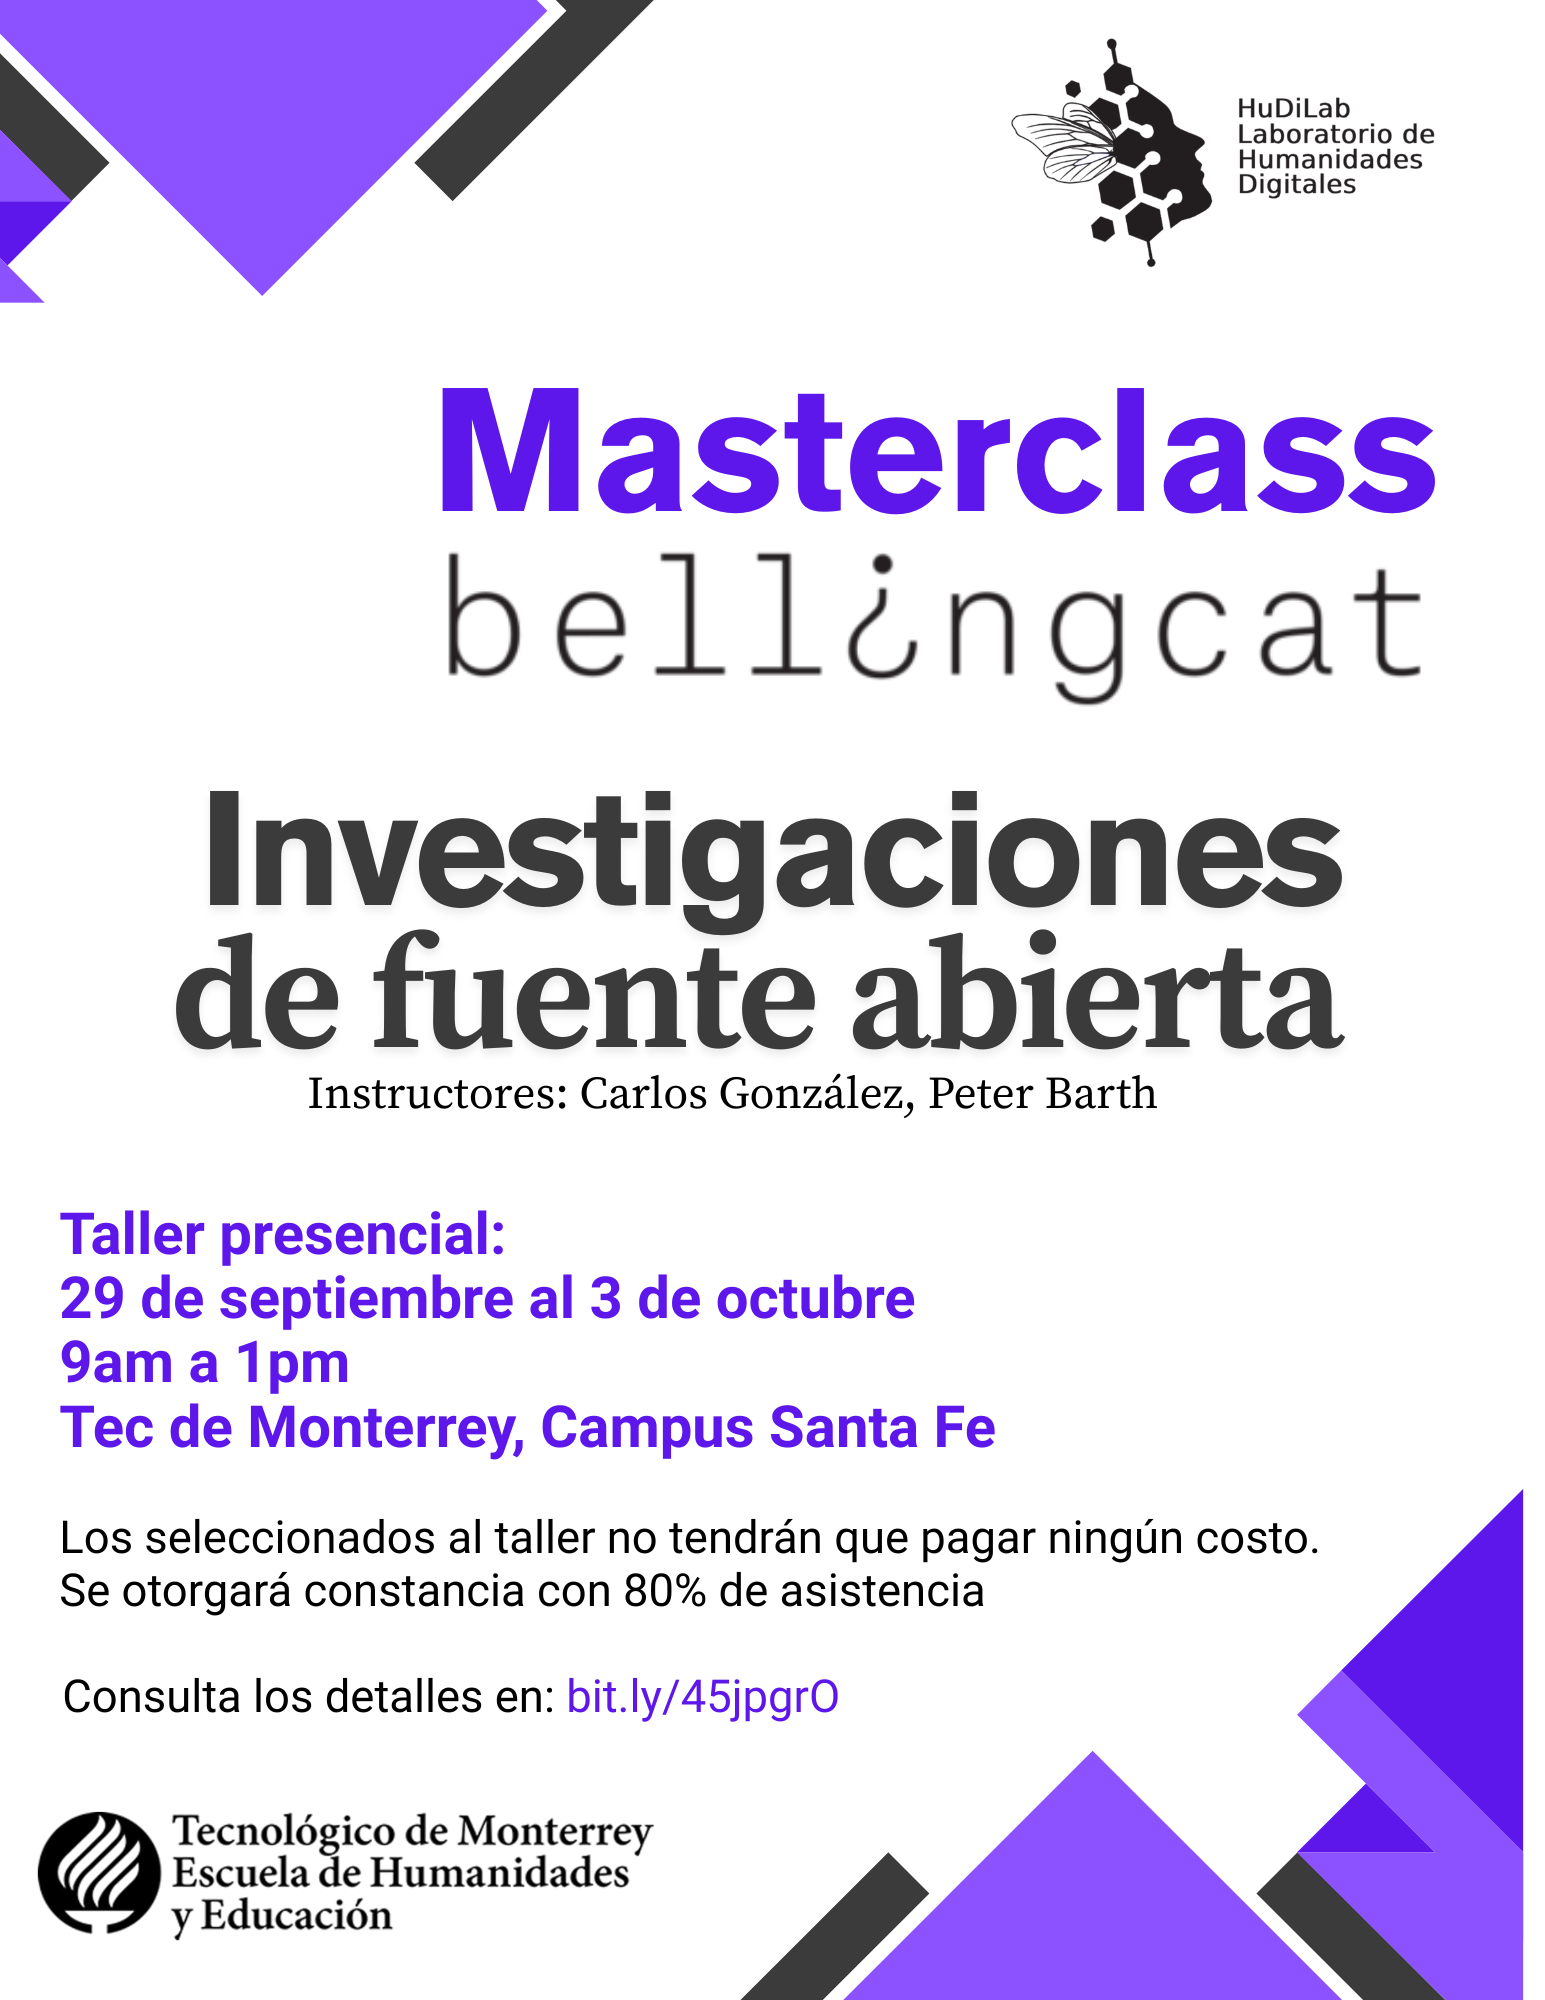 HuDiLab
Laboratorio de
Humanidades
Digitales
Masterclass
bell¿ngcat
Investigaciones
de fuente abierta
Instructores: Carlos González, Peter Barth
Taller presencial:
29 de septiembre al 3 de octubre
9am a 1pm
Tec de Monterrey, Campus Santa Fe
Los seleccionados al taller no tendrán que pagar ningún costo.
Se otorgará constancia con 80% de asistencia
Consulta los detalles en: bit.ly/45jpgrO
Tecnológico de Monterrey
Escuela de Humanidades
y Educación